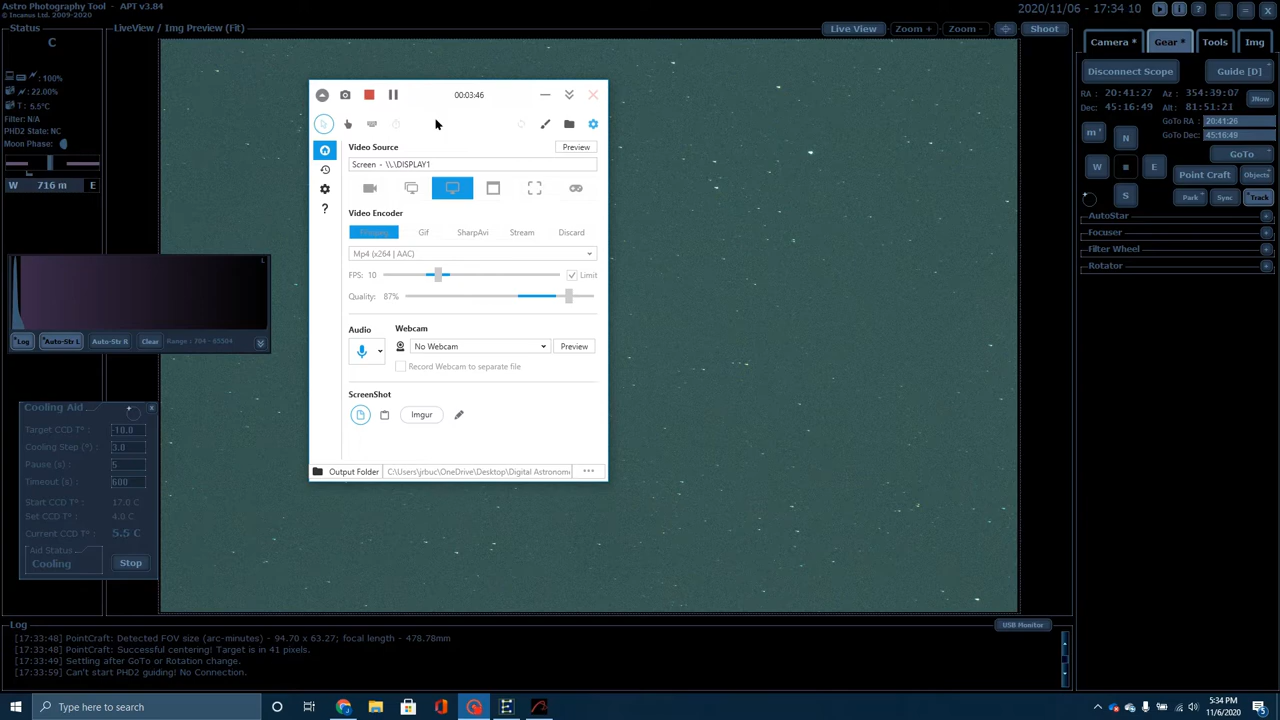 Astro Photography Tool - APT v3.84
© Incanus Ltd. 2009-2020
2020/11/06 - 17:34 10
Status
C
: 100%
: 22.00%
T : 5.5°C
Filter: N/A
PHD2 State: NC
Moon Phase:
W 716 m E
LiveView / Img Preview (Fit)
Live View
Zoom +
Zoom -
Shoot
Camera *
Gear *
Tools
Img
Disconnect Scope
Guide [D]
RA : 20:41:27
Az : 354:39:07
Dec: 45:16:49
Alt: 81:51:21
JNow
m'
N
W
E
S
GoTo RA:
20:41:26
GoTo Dec:
45:16:49
GoTo
Point Craft
Objects
Park
Sync
Track
AutoStar
Focuser
Filter Wheel
Rotator
00:03:46
Video Source
Preview
Screen - \\.\DISPLAY1
Video Encoder
FFmpeg
Gif
SharpAvi
Stream
Discard
Mp4 (x264 | AAC)
FPS: 10
Limit
Quality: 87%
Audio
Webcam
No Webcam
Preview
Record Webcam to separate file
ScreenShot
Imgur
?
Output Folder
C:\Users\jrbuc\OneDrive\Desktop\Digital Astronom
L
Log
Auto-Str L
Auto-Str R
Clear
Range : 704 - 65504
Cooling Aid
x
Target CCD T° :
-10.0
Cooling Step (°) :
3.0
Pause (s) :
5
Timeout (s) :
600
Start CCD T° :
17.0 C
Set CCD T° :
4.0 C
Current CCD T° :
5.5 C
Aid Status
Cooling
Stop
Log
USB Monitor
[17:33:48] PointCraft: Detected FOV size (arc-minutes) - 94.70 x 63.27; focal length - 478.78mm
[17:33:48] PointCraft: Successful centering! Target is in 41 pixels.
[17:33:49] Settling after GoTo or Rotation change.
[17:33:59] Can't start PHD2 guiding! No Connection.
Type here to search
5:34 PM
11/6/2020
5